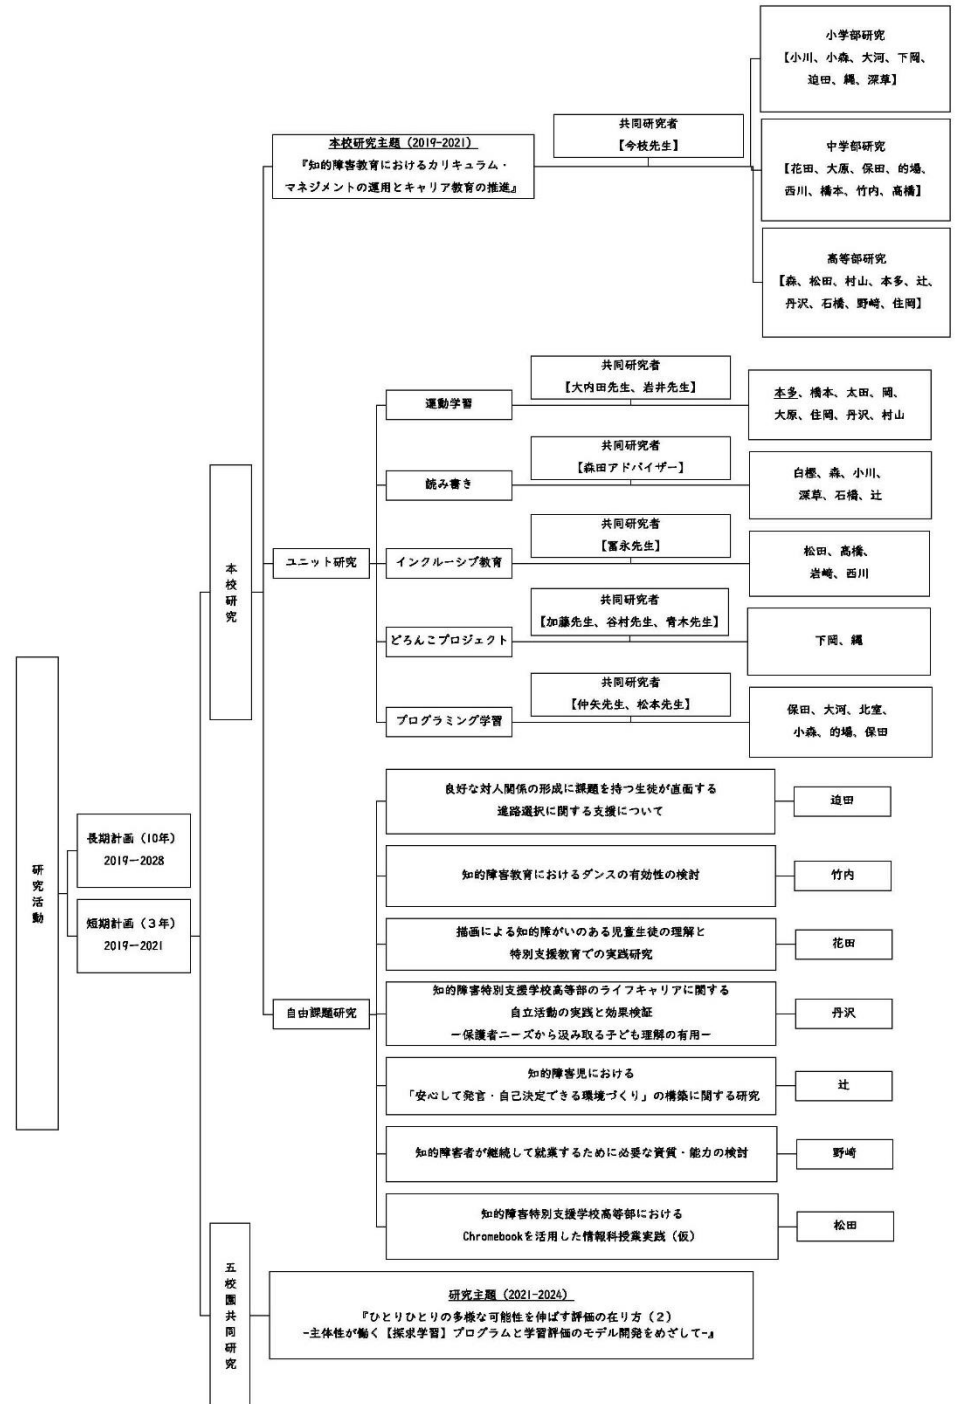 研究活動
長期計画（10年）
2019ー2028
短期計画（３年）
2019ー2021
本校研究
本校研究主題（2019-2021）
『知的障害教育におけるカリキュラム・
マネジメントの運用とキャリア教育の推進』
共同研究者
【今枝先生】
小学部研究
【小川、小森、大河、下岡、
迫田、縄、深草】
中学部研究
【花田、大原、保田、的場、
西川、橋本、竹内、高橋】
高等部研究
【森、松田、村山、本多、辻、
丹沢、石橋、野﨑、住岡】
ユニット研究
運動学習
共同研究者
【大内田先生、岩井先生】
本多、橋本、太田、岡、
大原、住岡、丹沢、村山
読み書き
共同研究者
【森田アドバイザー】
白樫、森、小川、
深草、石橋、辻
インクルーシブ教育
共同研究者
【冨永先生】
松田、高橋、
岩﨑、西川
どろんこプロジェクト
共同研究者
【加藤先生、谷村先生、青木先生】
下岡、縄
プログラミング学習
共同研究者
【仲矢先生、松本先生】
保田、大河、北室、
小森、的場、保田
自由課題研究
良好な対人関係の形成に課題を持つ生徒が直面する
進路選択に関する支援について
迫田
知的障害教育におけるダンスの有効性の検討
竹内
描画による知的障がいのある児童生徒の理解と
特別支援教育での実践研究
花田
知的障害特別支援学校高等部のライフキャリアに関する
自立活動の実践と効果検証
ー保護者ニーズから汲み取る子ども理解の有用ー
丹沢
知的障害児における
「安心して発言・自己決定できる環境づくり」の構築に関する研究
辻
知的障害者が継続して就業するために必要な資質・能力の検討
野﨑
知的障害特別支援学校高等部における
Chromebookを活用した情報科授業実践（仮）
松田
五校園共同研究
研究主題（2021-2024）
『ひとりひとりの多様な可能性を伸ばす評価の在り方（２）
-主体性が働く【探求学習】プログラムと学習評価のモデル開発をめざして-』